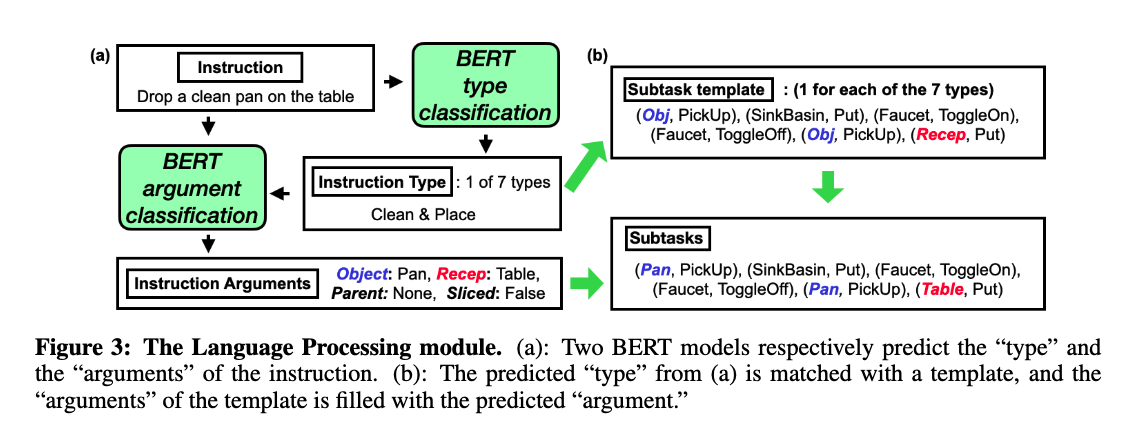 (a)
Instruction
Drop a clean pan on the table
BERT
type
classification
BERT
argument
classification
Instruction Type : 1 of 7 types
Clean & Place
Instruction Arguments
Object: Pan, Recep: Table,
Parent: None, Sliced: False
(b)
Subtask template : (1 for each of the 7 types)
(Obj, PickUp), (SinkBasin, Put), (Faucet, ToggleOn),
(Faucet, ToggleOff), (Obj, PickUp), (Recep, Put)
Subtasks
(Pan, PickUp), (SinkBasin, Put), (Faucet, ToggleOn),
(Faucet, ToggleOff), (Pan, PickUp), (Table, Put)
Figure 3: The Language Processing module. (a): Two BERT models respectively predict the “type” and
the “arguments” of the instruction. (b): The predicted “type” from (a) is matched with a template, and the
“arguments” of the template is filled with the predicted “argument.”